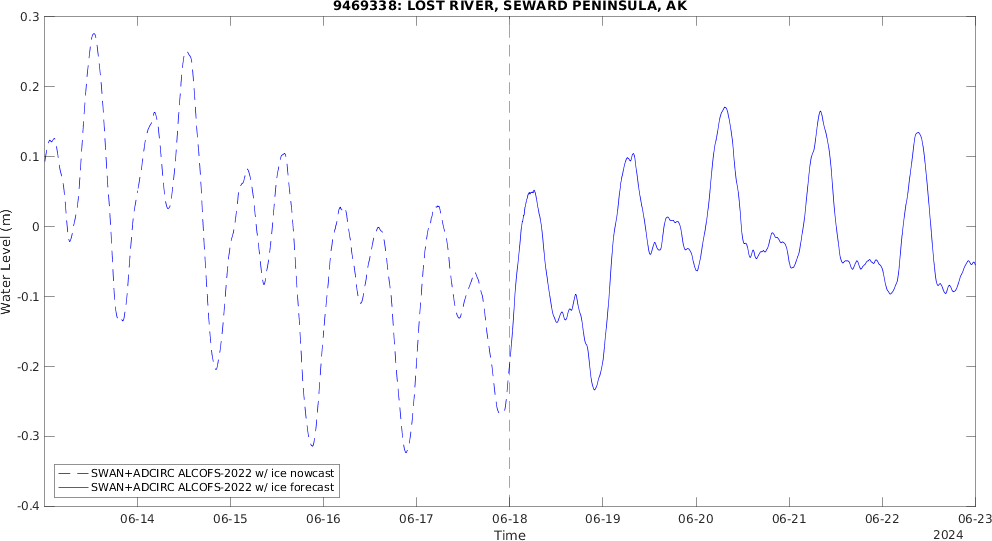 9469338: LOST RIVER, SEWARD PENINSULA, AK
0.3
0.2
0.1
0
-0.1
-0.2
-0.3
-0.4
Water Level (m)
SWAN+ADCIRC ALCOFS-2022 w/ ice nowcast
SWAN+ADCIRC ALCOFS-2022 w/ ice forecast
06-14 06-15 06-16 06-17 06-18 06-19 06-20 06-21 06-22 06-23
Time
2024